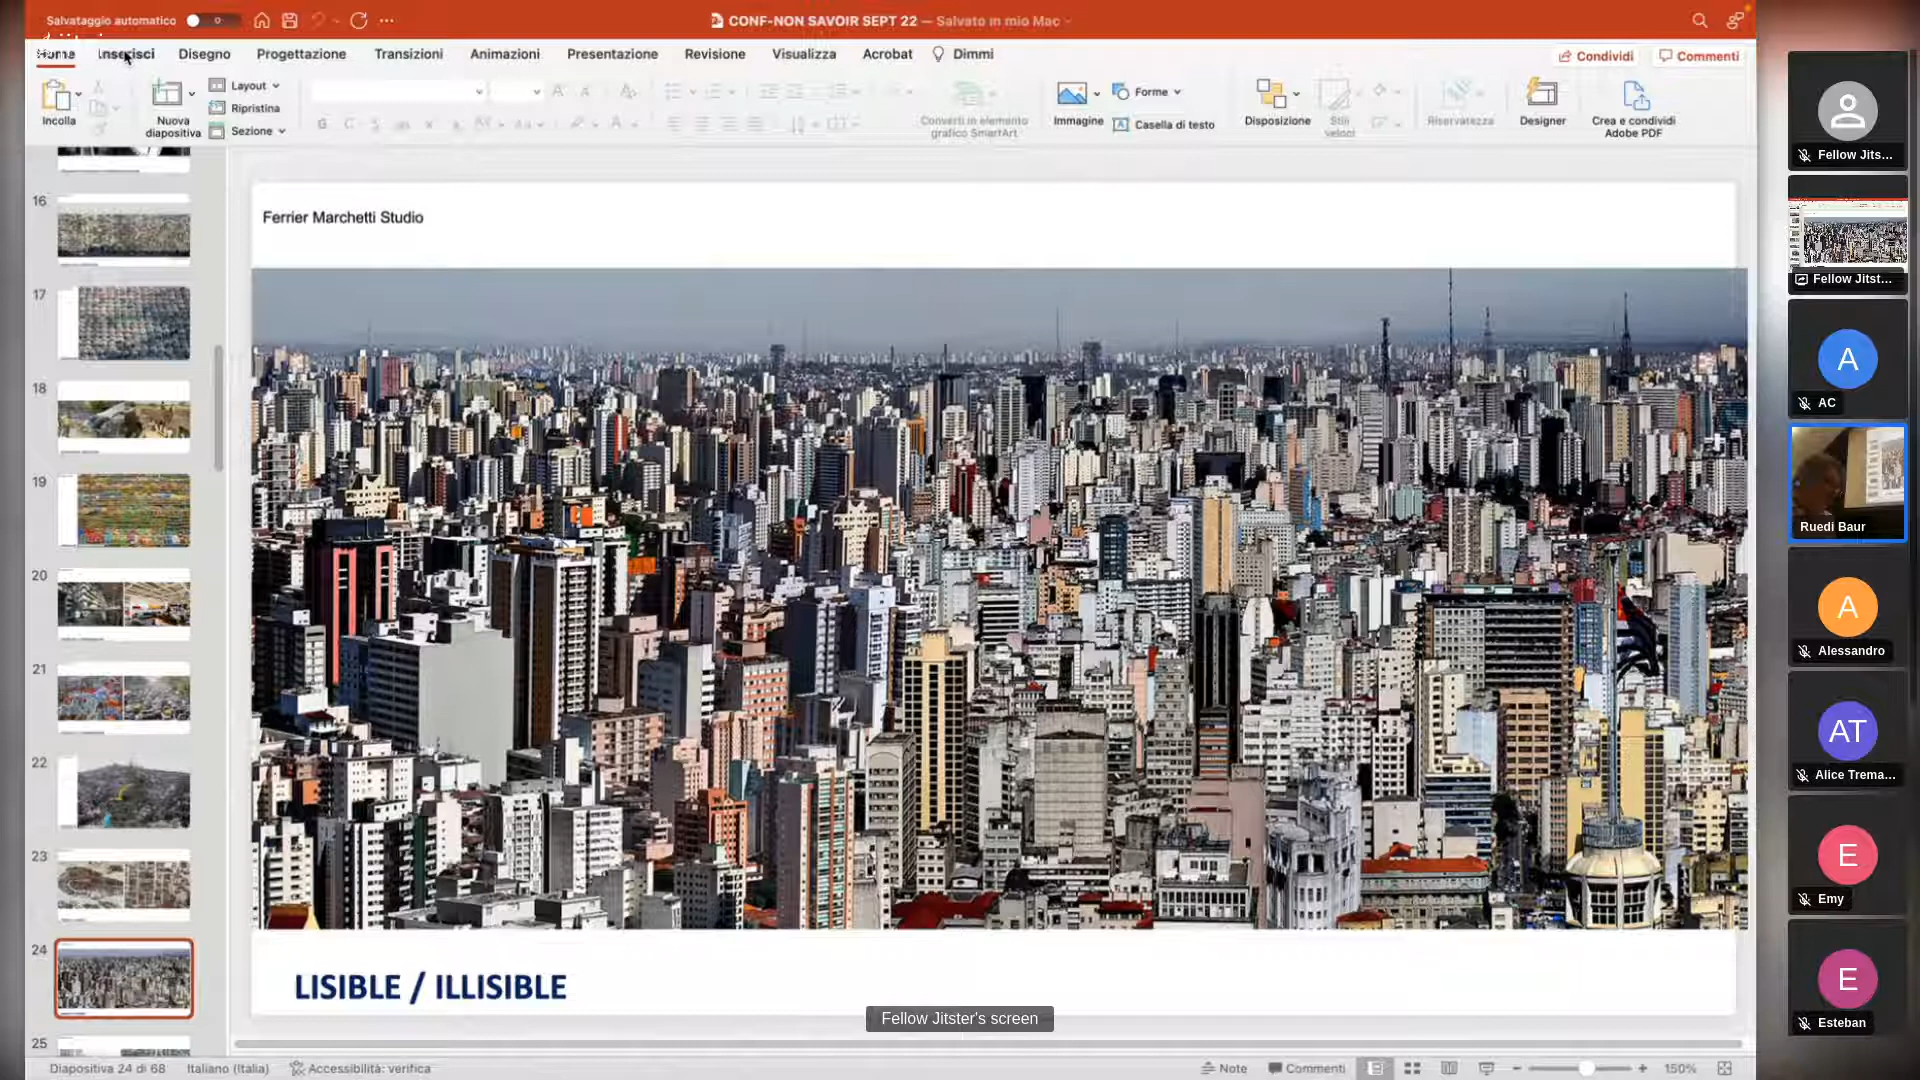 Salvataggio automatico
CONF-NON SAVOIR SEPT 22 — Salvato in mio Mac
Home Inserisci Disegno Progettazione Transizioni Animazioni Presentazione Revisione Visualizza Acrobat Dimmi
Condividi Commenti
Incolla
Nuova diapositiva
Layout
Ripristina
Sezione
Converti in elemento grafico SmartArt
Immagine
Forme
Casella di testo
Disposizione
Stili veloci
Riservatezza
Designer
Crea e condividi Adobe PDF
16
17
18
19
20
21
22
23
24
25
Ferrier Marchetti Studio
LISIBLE / ILLISIBLE
Fellow Jitster's screen
Diapositiva 24 di 68 Italiano (Italia) Accessibilità: verifica
Note Commenti 150%
Fellow Jits...
Fellow Jitst...
A
AC
Ruedi Baur
A
Alessandro
AT
Alice Trema...
E
Emy
E
Esteban